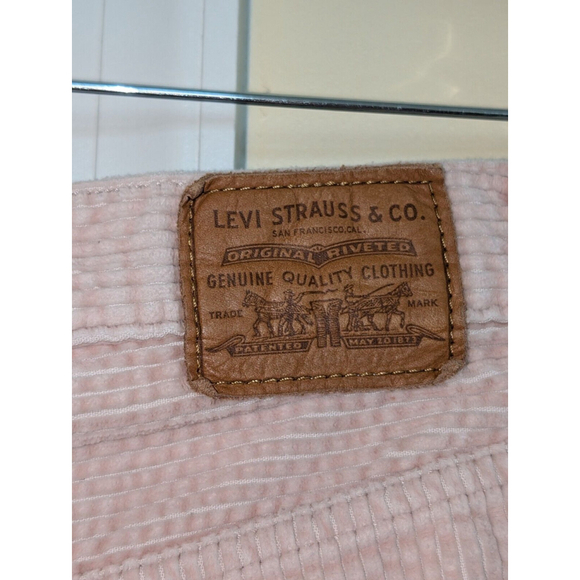 LEVI STRAUSS & CO.
SAN FRANCISCO, CAL.
ORIGINAL RIVETED
GENUINE QUALITY CLOTHING
TRADE MARK
PATENTED MAY 20 1873